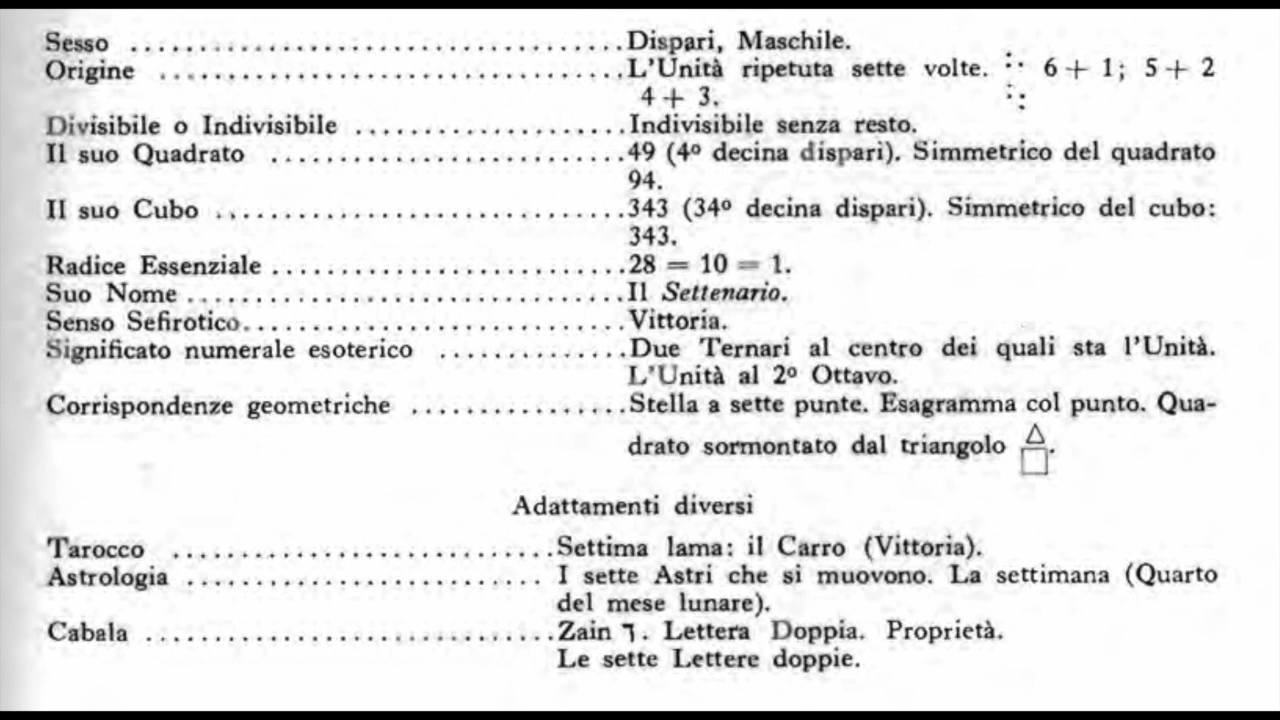 Sesso ............................... Dispari, Maschile.
Origine ............................. L'Unità ripetuta sette volte. 6 + 1; 5 + 2
4 + 3.
Divisibile o Indivisibile ................... Indivisibile senza resto.
Il suo Quadrato ......................... 49 (4º decina dispari). Simmetrico del quadrato
94.
Il suo Cubo ............................. 343 (34º decina dispari). Simmetrico del cubo:
343.
Radice Essenziale ......................... 28 = 10 = 1.
Suo Nome ............................... Il Settenario.
Senso Sefirotico........................... Vittoria.
Significato numerale esoterico .............. Due Ternari al centro dei quali sta l'Unità.
L'Unità al 2º Ottavo.
Corrispondenze geometriche ................ Stella a sette punte. Esagramma col punto. Qua-
drato sormontato dal triangolo .
Adattamenti diversi
Tarocco ........................... Settima lama: il Carro (Vittoria).
Astrologia ......................... I sette Astri che si muovono. La settimana (Quarto
del mese lunare).
Cabala ............................. Zain ד. Lettera Doppia. Proprietà.
Le sette Lettere doppie.